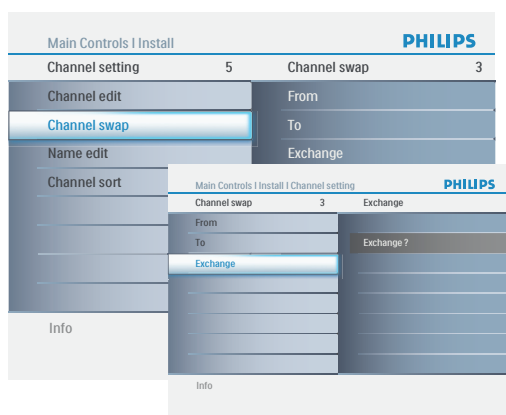 Main Controls I Install PHILIPS
Channel setting 5 Channel swap 3
Channel edit From
Channel swap To
Name edit Exchange
Channel sort
Info
Main Controls I Install I Channel setting PHILIPS
Channel swap 3 Exchange
From
To Exchange ?
Exchange
Info